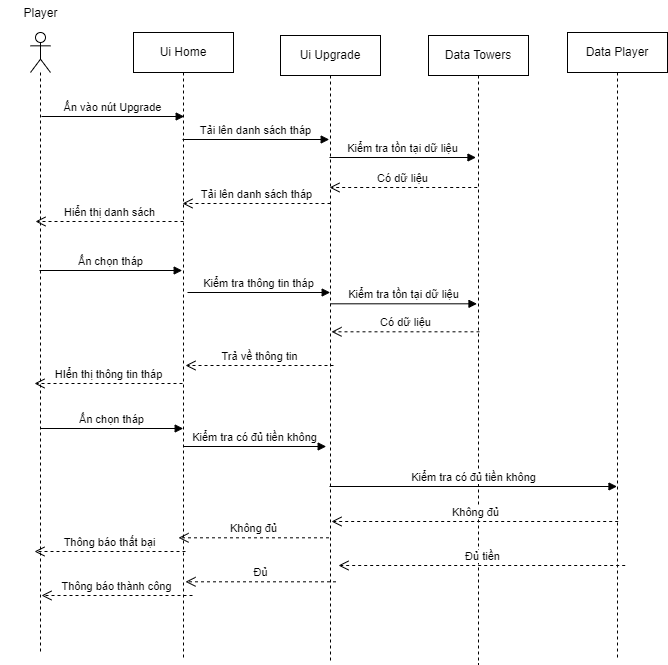 Player
Ui Home
Ui Upgrade
Data Towers
Data Player
Ấn vào nút Upgrade
Tải lên danh sách tháp
Kiểm tra tồn tại dữ liệu
Có dữ liệu
Tải lên danh sách tháp
Hiển thị danh sách
Ấn chọn tháp
Kiểm tra thông tin tháp
Kiểm tra tồn tại dữ liệu
Có dữ liệu
Trả về thông tin
HIển thị thông tin tháp
Ấn chọn tháp
Kiểm tra có đủ tiền không
Kiểm tra có đủ tiền không
Không đủ
Không đủ
Thông báo thất bại
Đủ tiền
Đủ
Thông báo thành công